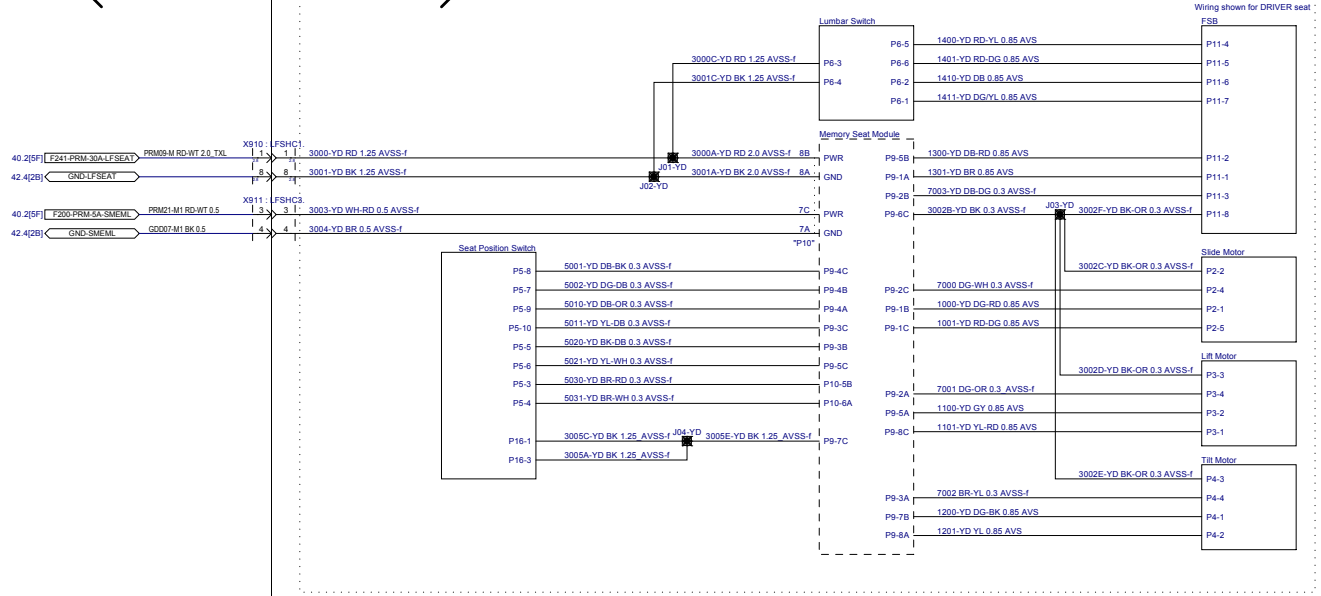 Wiring shown for DRIVER seat
Lumbar Switch
FSB
P6-5 1400-YD RD-YL 0.85 AVS P11-4
3000C-YD RD 1.25 AVSS-f P6-3 P6-6 1401-YD RD-DG 0.85 AVS P11-5
3001C-YD BK 1.25 AVSS-f P6-4 P6-2 1410-YD DB 0.85 AVS P11-6
P6-1 1411-YD DG/YL 0.85 AVS P11-7
Memory Seat Module
X910 : LFSHC1.
40.2[5F] F241-PRM-30A-LFSEAT PRM09-M RD-WT 2.0_TXL 1 1 3000-YD RD 1.25 AVSS-f 3000A-YD RD 2.0 AVSS-f 8B PWR P9-5B 1300-YD DB-RD 0.85 AVS P11-2
J01-YD
42.4[2B] GND-LFSEAT 8 8 3001-YD BK 1.25 AVSS-f 3001A-YD BK 2.0 AVSS-f 8A GND P9-1A 1301-YD BR 0.85 AVS P11-1
J02-YD
P9-2B 7003-YD DB-DG 0.3 AVSS-f P11-3
X911 : LFSHC3.
J03-YD
40.2[5F] F200-PRM-5A-SMEML PRM21-M1 RD-WT 0.5 3 3 3003-YD WH-RD 0.5 AVSS-f 7C PWR P9-6C 3002B-YD BK 0.3 AVSS-f 3002F-YD BK-OR 0.3 AVSS-f P11-8
42.4[2B] GND-SMEML GDD07-M1 BK 0.5 4 4 3004-YD BR 0.5 AVSS-f 7A GND
"P10"
Seat Position Switch
Slide Motor
P5-8 5001-YD DB-BK 0.3 AVSS-f P9-4C 3002C-YD BK-OR 0.3 AVSS-f P2-2
P5-7 5002-YD DG-DB 0.3 AVSS-f P9-4B P9-2C 7000 DG-WH 0.3 AVSS-f P2-4
P5-9 5010-YD DB-OR 0.3 AVSS-f P9-4A P9-1B 1000-YD DG-RD 0.85 AVS P2-1
P5-10 5011-YD YL-DB 0.3 AVSS-f P9-3C P9-1C 1001-YD RD-DG 0.85 AVS P2-5
P5-5 5020-YD BK-DB 0.3 AVSS-f P9-3B
Lift Motor
P5-6 5021-YD YL-WH 0.3 AVSS-f P9-5C
3002D-YD BK-OR 0.3 AVSS-f P3-3
P5-3 5030-YD BR-RD 0.3 AVSS-f P10-5B
P9-2A 7001 DG-OR 0.3_AVSS-f P3-4
P5-4 5031-YD BR-WH 0.3 AVSS-f P10-6A
P9-5A 1100-YD GY 0.85 AVS P3-2
J04-YD
P9-8C 1101-YD YL-RD 0.85 AVS P3-1
P16-1 3005C-YD BK 1.25_AVSS-f 3005E-YD BK 1.25_AVSS-f P9-7C
P16-3 3005A-YD BK 1.25_AVSS-f
Tilt Motor
3002E-YD BK-OR 0.3 AVSS-f P4-3
P9-3A 7002 BR-YL 0.3 AVSS-f P4-4
P9-7B 1200-YD DG-BK 0.85 AVS P4-1
P9-8A 1201-YD YL 0.85 AVS P4-2